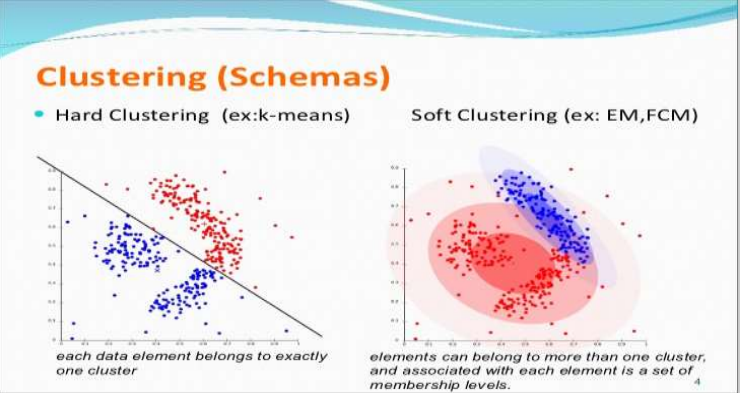 Clustering (Schemas)
Hard Clustering (ex:k-means)
Soft Clustering (ex: EM,FCM)
each data element belongs to exactly
one cluster
elements can belong to more than one cluster,
and associated with each element is a set of
membership levels.
4